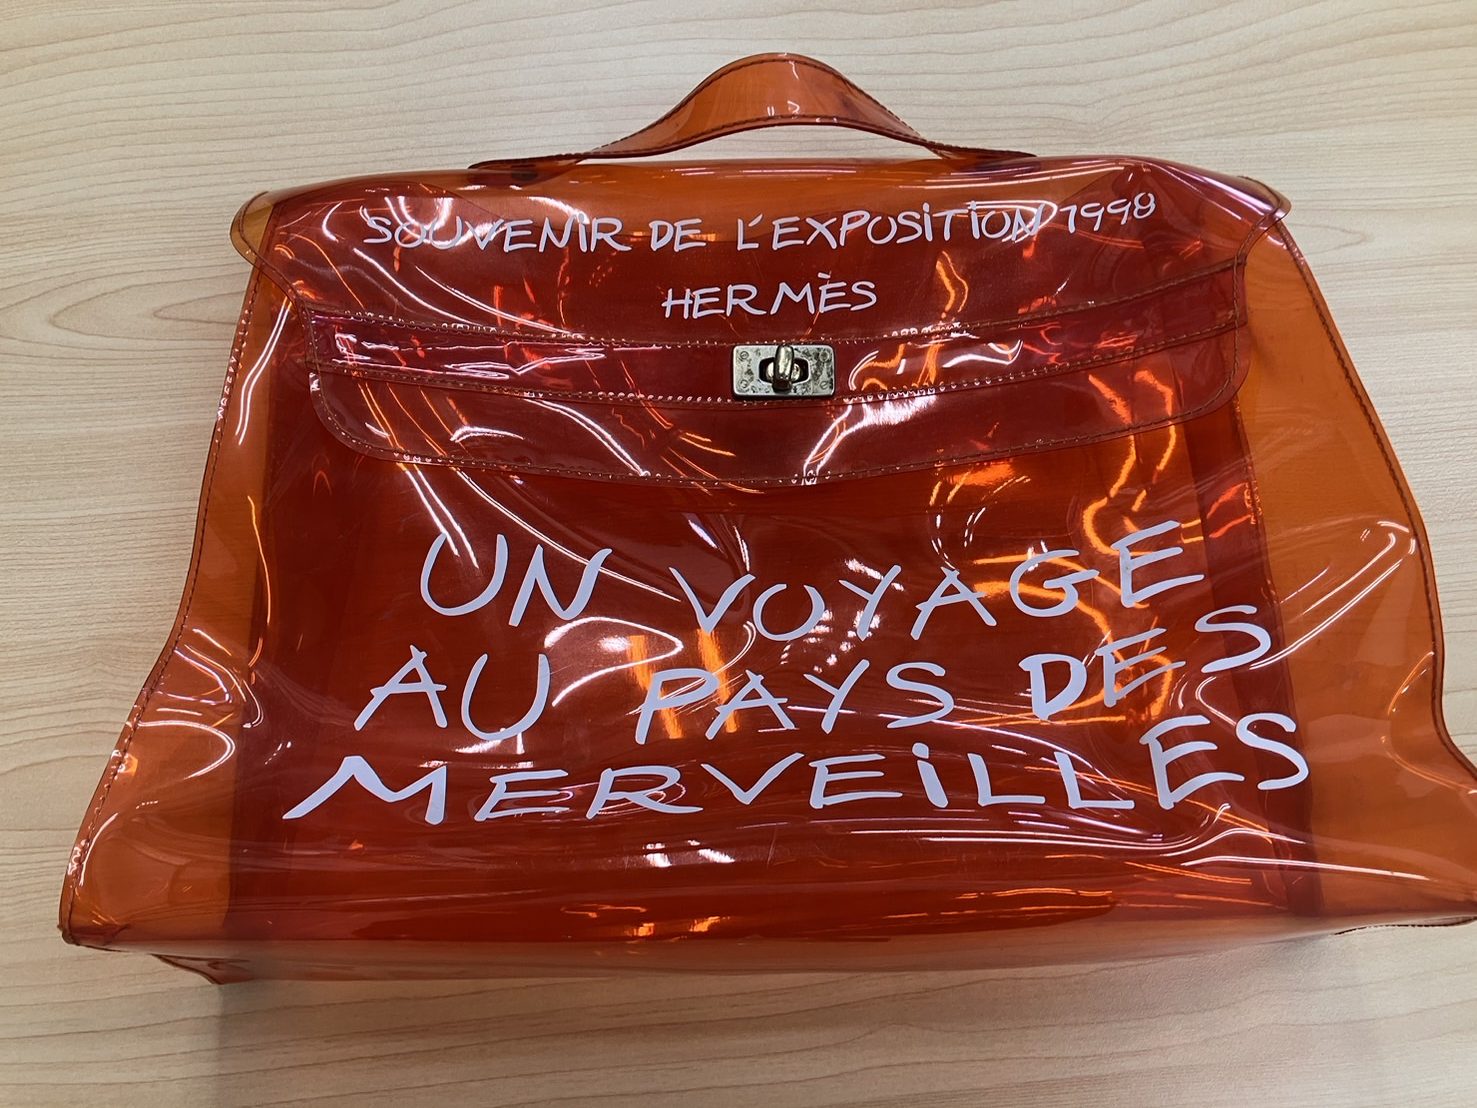 SOUVENiR DE L'EXPOSiTiON 1998
HERMÈS
UN VOYAGE
AU PAYS DES
MERVEiLLES